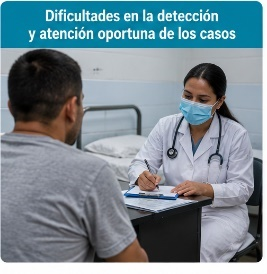 Dificultades en la detección
y atención oportuna de los casos